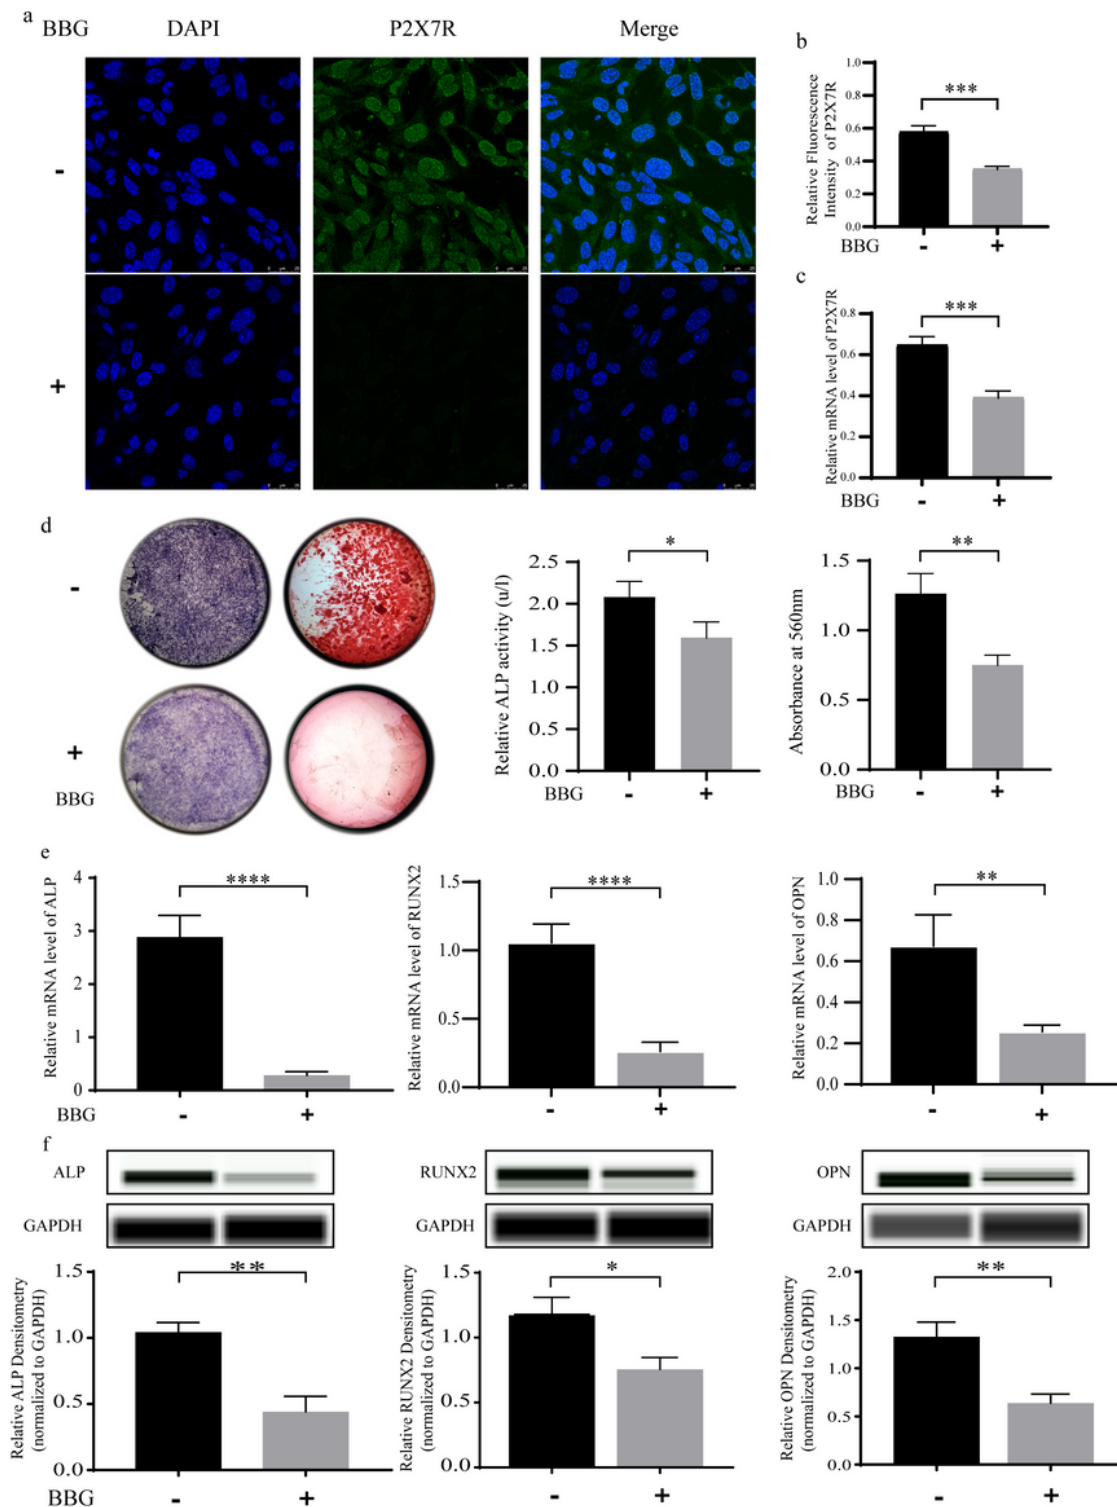 a
BBG DAPI P2X7R Merge
-
+
b
Relative Fluorescence
Intensity of P2X7R
1.0
0.8
0.6
0.4
0.2
0.0
***
BBG - +
c
Relative mRNA level of P2X7R
0.8
0.6
0.4
0.2
0.0
***
BBG - +
d
-
+
BBG
Relative ALP activity (u/l)
2.5
2.0
1.5
1.0
0.5
0.0
*
BBG - +
Absorbance at 560nm
1.5
1.0
0.5
0.0
**
BBG - +
e
Relative mRNA level of ALP
4
3
2
1
0
****
BBG - +
Relative mRNA level of RUNX2
1.5
1.0
0.5
0.0
****
- +
Relative mRNA level of OPN
1.0
0.8
0.6
0.4
0.2
0.0
**
- +
f
ALP
GAPDH
Relative ALP Densitometry
(normalized to GAPDH)
1.5
1.0
0.5
0.0
**
BBG - +
RUNX2
GAPDH
Relative RUNX2 Densitometry
(normalized to GAPDH)
1.5
1.0
0.5
0.0
*
- +
OPN
GAPDH
Relative OPN Densitometry
(normalized to GAPDH)
2.0
1.5
1.0
0.5
0.0
**
- +